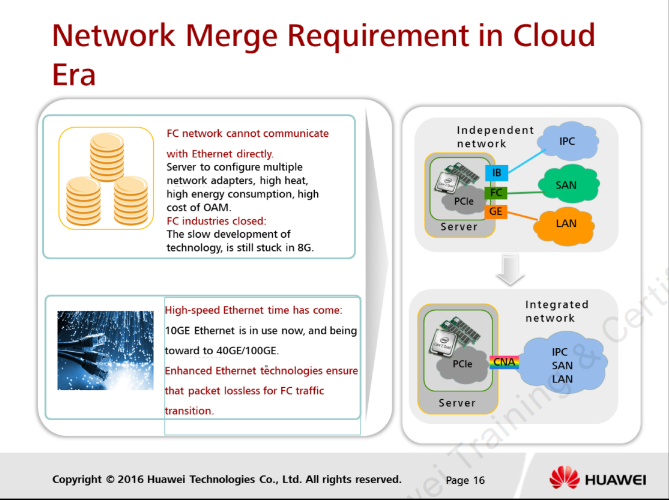 Network Merge Requirement in Cloud
Era
FC network cannot communicate
with Ethernet directly.
Server to configure multiple
network adapters, high heat,
high energy consumption, high
cost of OAM.
FC industries closed:
The slow development of
technology, is still stuck in 8G.
High-speed Ethernet time has come:
10GE Ethernet is in use now, and being
toward to 40GE/100GE.
Enhanced Ethernet technologies ensure
that packet lossless for FC traffic
transition.
Independent
network
IPC
IB
SAN
FC
PCIe
GE
LAN
Server
Integrated
network
PCIe
CNA
IPC
SAN
LAN
Server
Copyright © 2016 Huawei Technologies Co., Ltd. All rights reserved.
Page 16
HUAWEI
Training & Certi